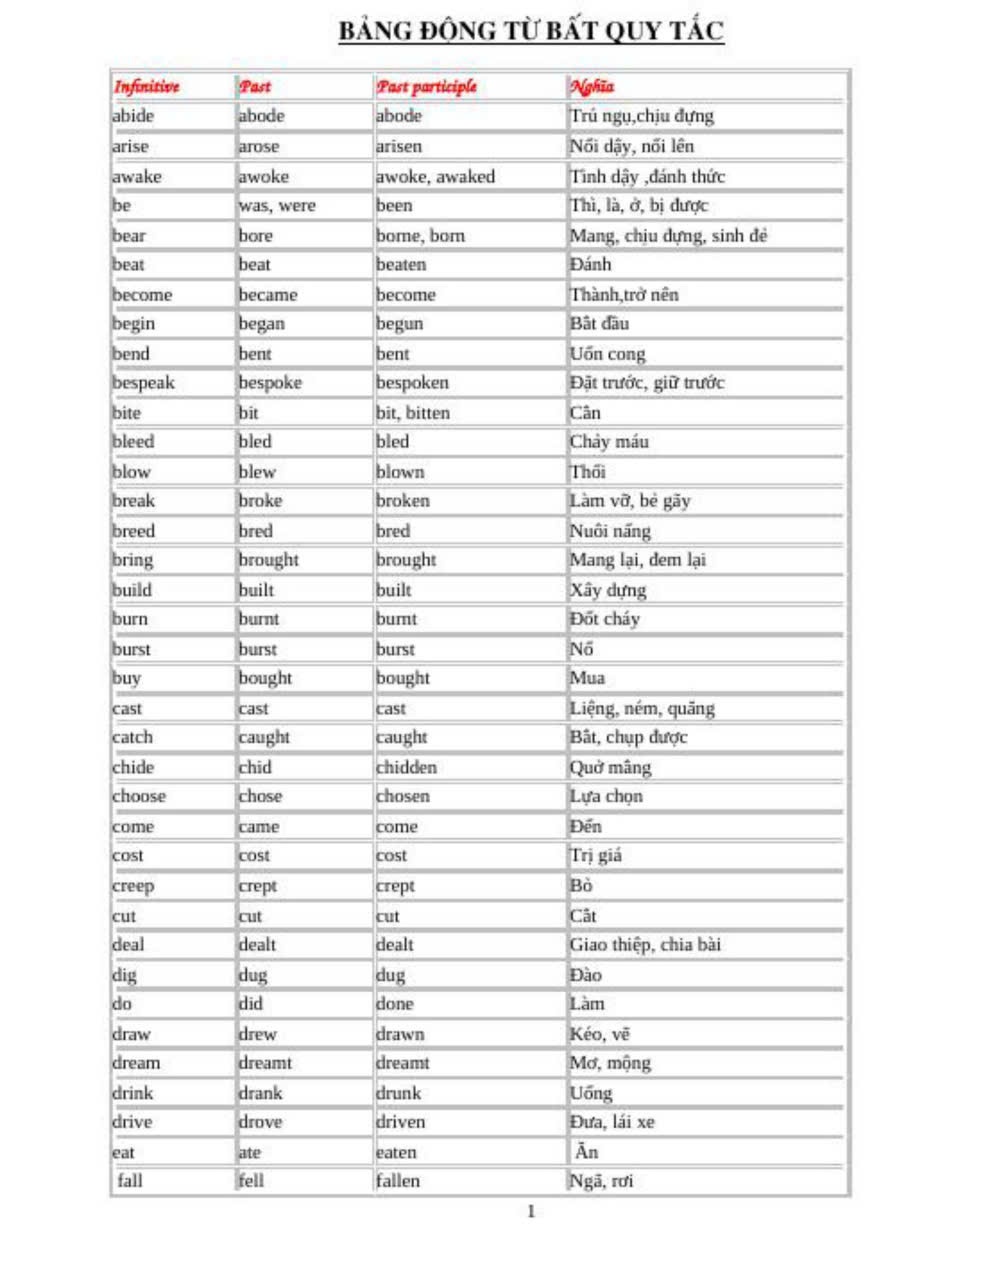 BẢNG ĐỘNG TỪ BẤT QUY TẮC
Infinitive Past Past participle Nghĩa
abide abode abode Trú ngụ,chịu đựng
arise arose arisen Nổi dậy, nổi lên
awake awoke awoke, awaked Tỉnh dậy ,đánh thức
be was, were been Thì, là, ở, bị được
bear bore borne, born Mang, chịu đựng, sinh đẻ
beat beat beaten Đánh
become became become Thành,trở nên
begin began begun Bắt đầu
bend bent bent Uốn cong
bespeak bespoke bespoken Đặt trước, giữ trước
bite bit bit, bitten Cắn
bleed bled bled Chảy máu
blow blew blown Thổi
break broke broken Làm vỡ, bẻ gãy
breed bred bred Nuôi nấng
bring brought brought Mang lại, đem lại
build built built Xây dựng
burn burnt burnt Đốt cháy
burst burst burst Nổ
buy bought bought Mua
cast cast cast Liệng, ném, quăng
catch caught caught Bắt, chụp được
chide chid chidden Quở mắng
choose chose chosen Lựa chọn
come came come Đến
cost cost cost Trị giá
creep crept crept Bò
cut cut cut Cắt
deal dealt dealt Giao thiệp, chia bài
dig dug dug Đào
do did done Làm
draw drew drawn Kéo, vẽ
dream dreamt dreamt Mơ, mộng
drink drank drunk Uống
drive drove driven Đưa, lái xe
eat ate eaten Ăn
fall fell fallen Ngã, rơi
1